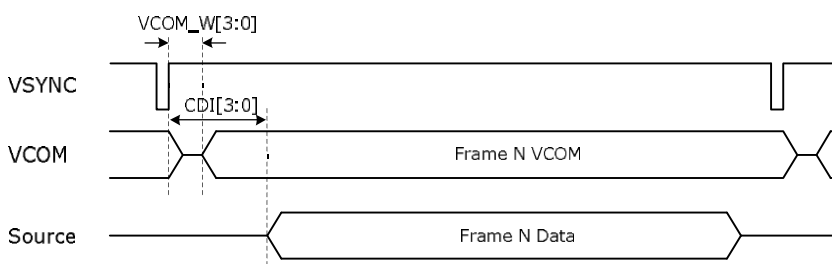 VCOM_W[3:0]
VSYNC
CDI[3:0]
VCOM
Frame N VCOM
Source
Frame N Data